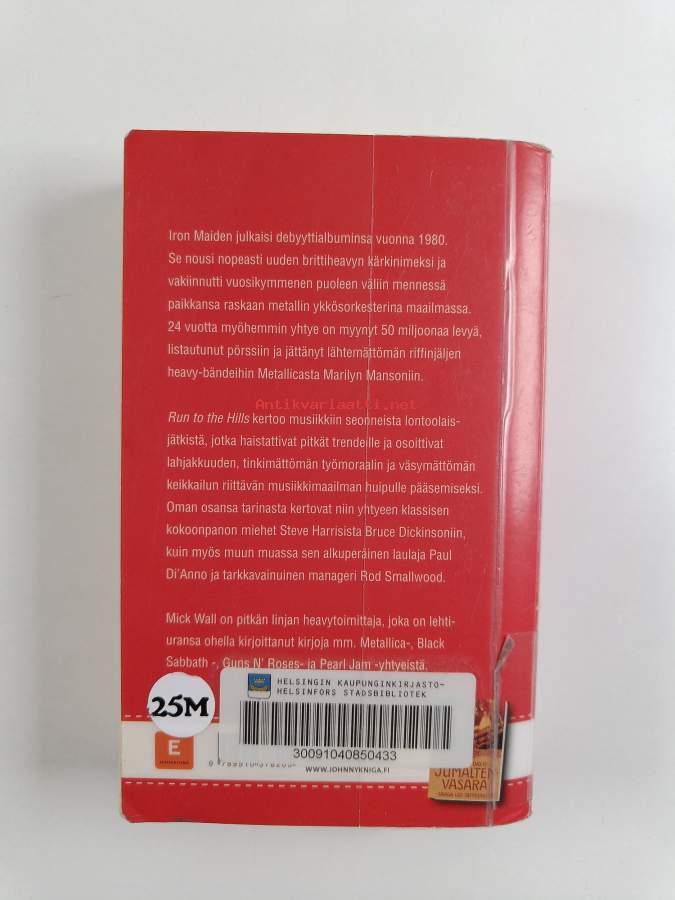 Iron Maiden julkaisi debyyttialbuminsa vuonna 1980.
Se nousi nopeasti uuden brittiheavyn kärkinimeksi ja
vakiinnutti vuosikymmenen puoleen väliin mennessä
paikkansa raskaan metallin ykkösorkesterina maailmassa.
24 vuotta myöhemmin yhtye on myynyt 50 miljoonaa levyä,
listautunut pörssiin ja jättänyt lähtemättömän riffinjäljen
heavy-bändeihin Metallicasta Marilyn Mansoniin.
Antikvariaatti.net
Run to the Hills kertoo musiikkiin seonneista lontoolais-
jätkistä, jotka haistattivat pitkät trendeille ja osoittivat
lahjakkuuden, tinkimättömän työmoraalin ja väsymättömän
keikkailun riittävän musiikkimaailman huipulle pääsemiseksi.
Oman osansa tarinasta kertovat niin yhtyeen klassisen
kokoonpanon miehet Steve Harrisista Bruce Dickinsoniin,
kuin myös muun muassa sen alkuperäinen laulaja Paul
Di'Anno ja tarkkavainuinen manageri Rod Smallwood.
Mick Wall on pitkän linjan heavytoimittaja, joka on lehti-
uransa ohella kirjoittanut kirjoja mm. Metallica-, Black
Sabbath -, Guns N' Roses- ja Pearl Jam -yhtyeistä.
HELSINGIN KAUPUNGINKIRJASTO-
HELSINFORS STADSBIBLIOTEK
25M
30091040850433
E
WWW.JOHNNYKNIGA.FI
JUMALTEN
VASARA